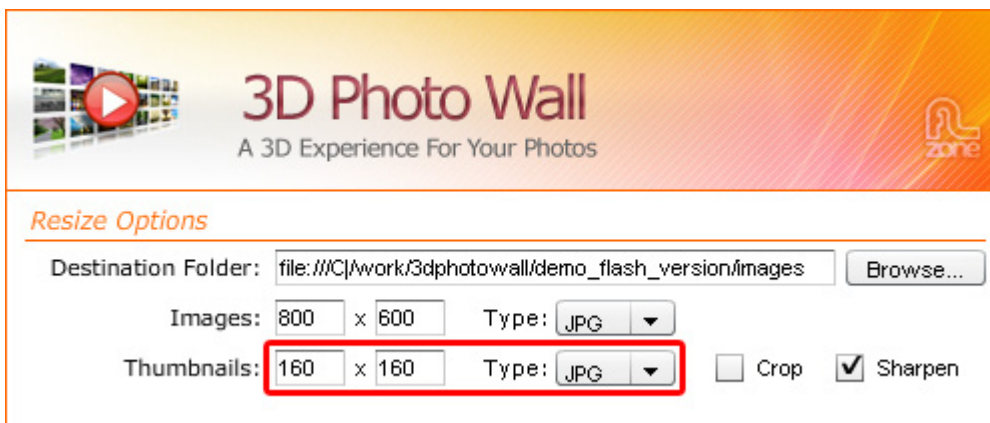 3D Photo Wall
A 3D Experience For Your Photos
zone
Resize Options
Destination Folder: file:///C|/work/3dphotowall/demo_flash_version/images Browse...
Images: 800 x 600 Type: JPG
Thumbnails: 160 x 160 Type: JPG Crop Sharpen